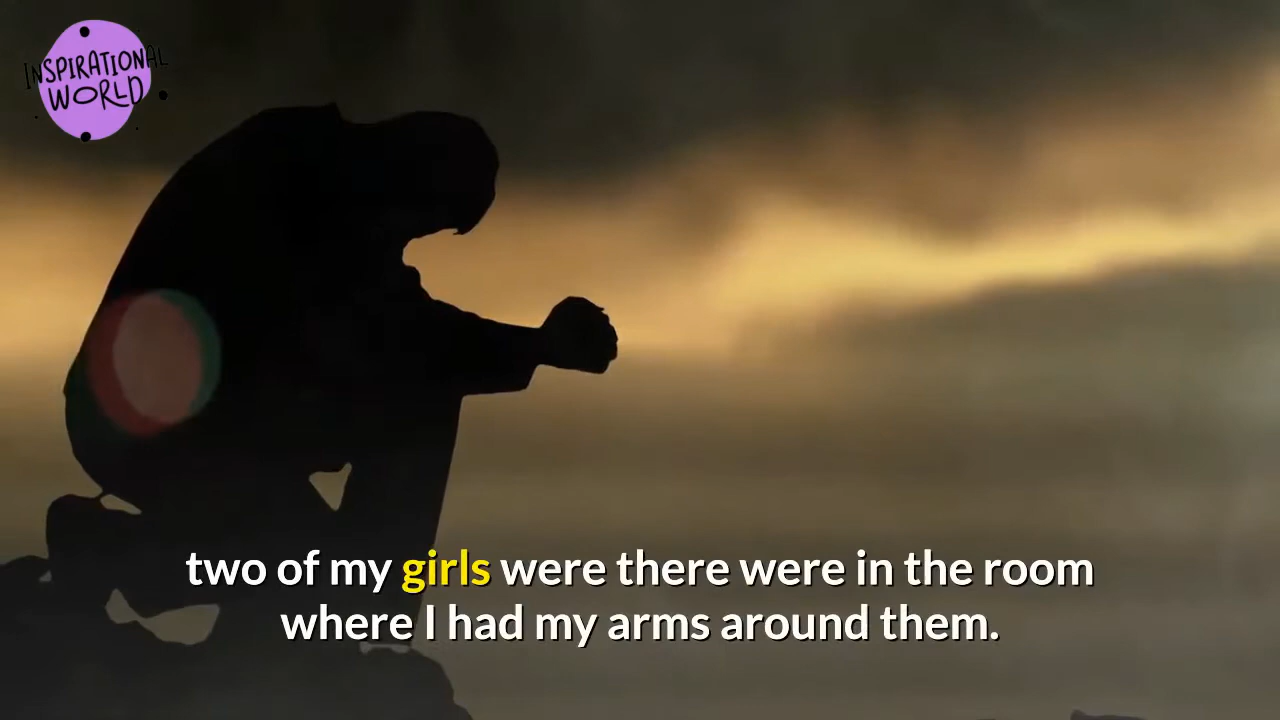 INSPIRATIONAL
WORLD
two of my girls were there were in the room
where I had my arms around them.